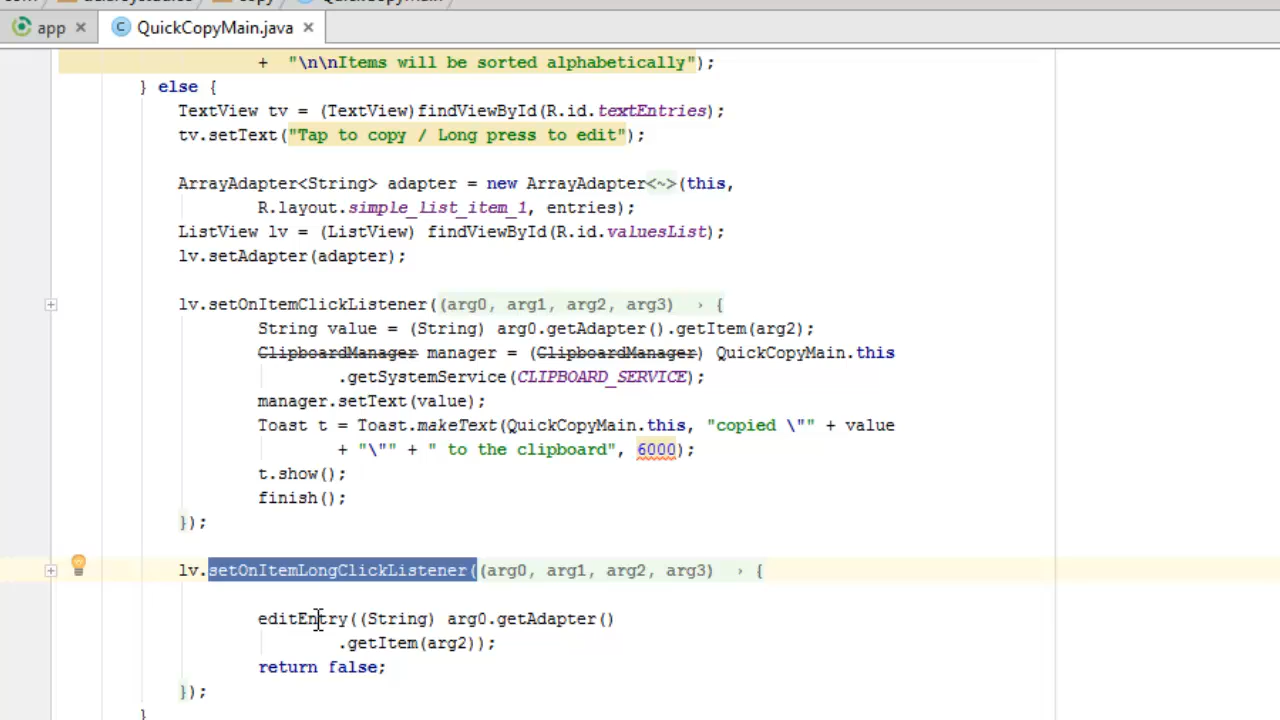 app QuickCopyMain.java
+ "\n\nItems will be sorted alphabetically");
} else {
TextView tv = (TextView)findViewById(R.id.textEntries);
tv.setText("Tap to copy / Long press to edit");
ArrayAdapter<String> adapter = new ArrayAdapter<~>(this,
R.layout.simple_list_item_1, entries);
ListView lv = (ListView) findViewById(R.id.valuesList);
lv.setAdapter(adapter);
lv.setOnItemClickListener((arg0, arg1, arg2, arg3) → {
String value = (String) arg0.getAdapter().getItem(arg2);
ClipboardManager manager = (ClipboardManager) QuickCopyMain.this
.getSystemService(CLIPBOARD_SERVICE);
manager.setText(value);
Toast t = Toast.makeText(QuickCopyMain.this, "copied \"" + value
+ "\"" + " to the clipboard", 6000);
t.show();
finish();
});
lv.setOnItemLongClickListener((arg0, arg1, arg2, arg3) → {
editEntry((String) arg0.getAdapter()
.getItem(arg2));
return false;
});
}